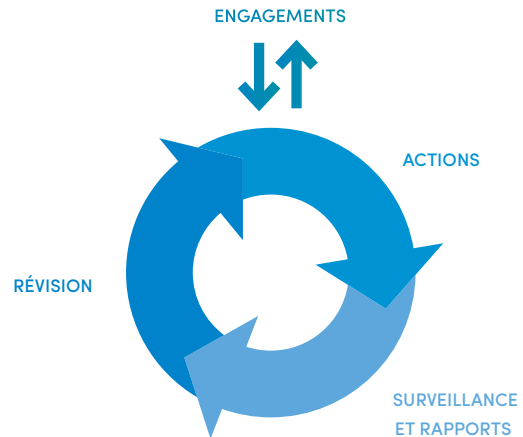 ENGAGEMENTS
ACTIONS
RÉVISION
SURVEILLANCE
ET RAPPORTS